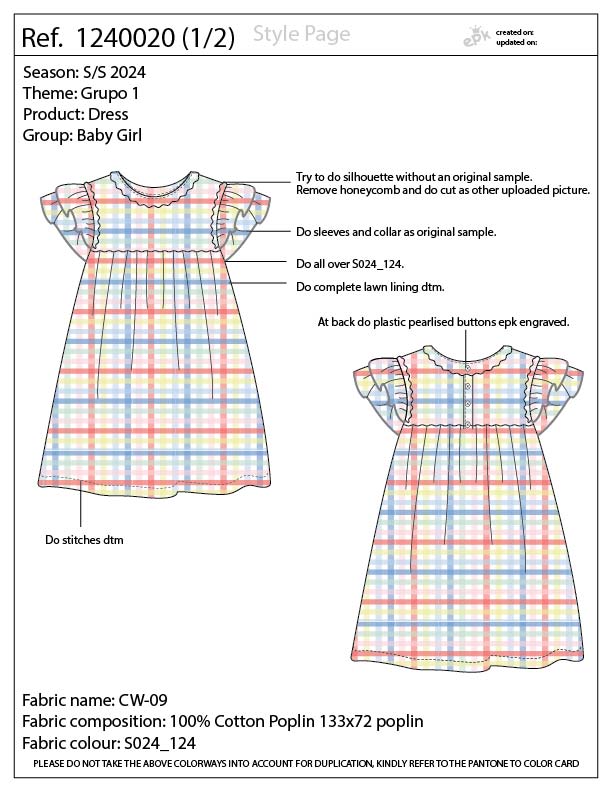 Ref. 1240020 (1/2)
Style Page
epk
created on:
updated on:
Season: S/S 2024
Theme: Grupo 1
Product: Dress
Group: Baby Girl
Try to do silhouette without an original sample.
Remove honeycomb and do cut as other uploaded picture.
Do sleeves and collar as original sample.
Do all over S024_124.
Do complete lawn lining dtm.
At back do plastic pearlised buttons epk engraved.
Do stitches dtm
Fabric name: CW-09
Fabric composition: 100% Cotton Poplin 133x72 poplin
Fabric colour: S024_124
PLEASE DO NOT TAKE THE ABOVE COLORWAYS INTO ACCOUNT FOR DUPLICATION, KINDLY REFER TO THE PANTONE TO COLOR CARD